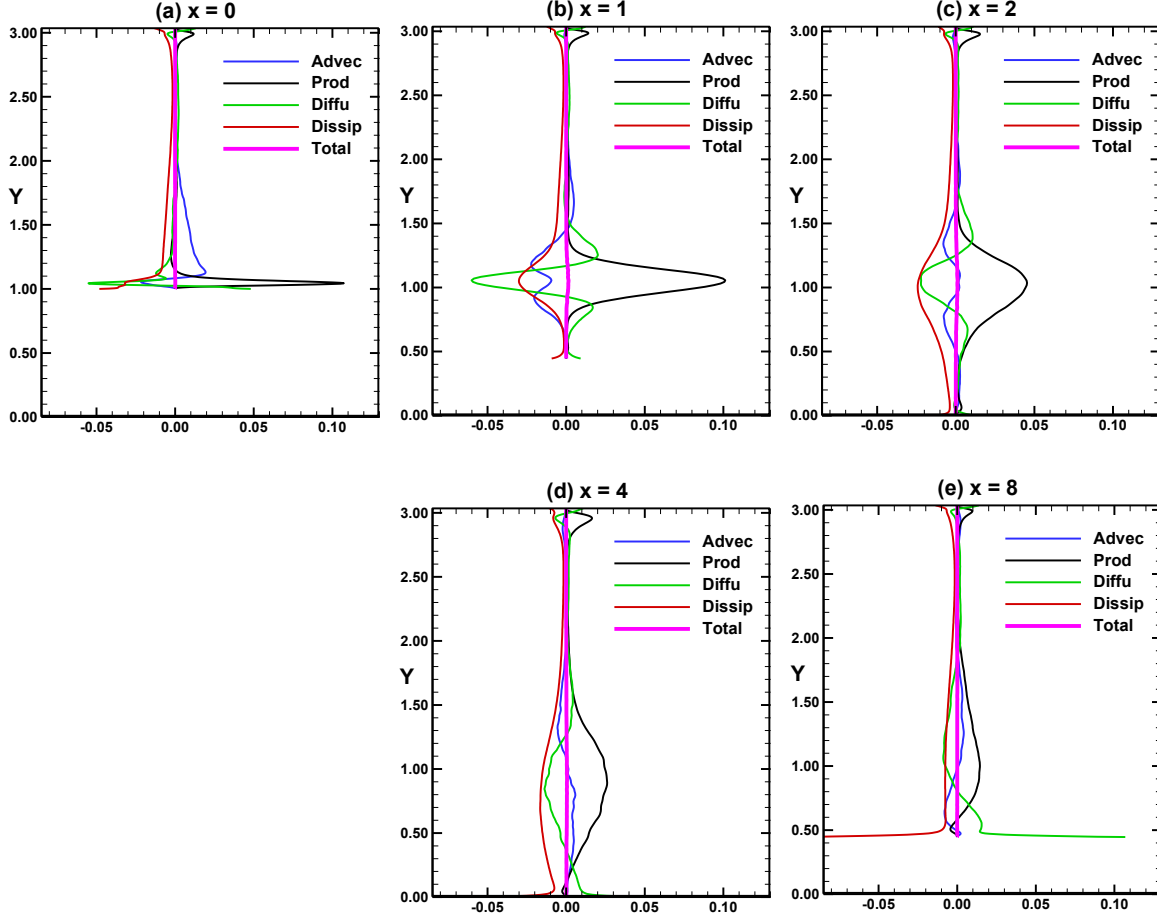 (a) x = 0
3.00
2.50
2.00
Y
1.50
1.00
0.50
0.00
-0.05 0.00 0.05 0.10
Advec
Prod
Diffu
Dissip
Total
(b) x = 1
3.00
2.50
2.00
Y
1.50
1.00
0.50
0.00
-0.05 0.00 0.05 0.10
Advec
Prod
Diffu
Dissip
Total
(c) x = 2
3.00
2.50
2.00
Y
1.50
1.00
0.50
0.00
-0.05 0.00 0.05 0.10
Advec
Prod
Diffu
Dissip
Total
(d) x = 4
3.00
2.50
2.00
Y
1.50
1.00
0.50
0.00
-0.05 0.00 0.05 0.10
Advec
Prod
Diffu
Dissip
Total
(e) x = 8
3.00
2.50
2.00
Y
1.50
1.00
0.50
0.00
-0.05 0.00 0.05 0.10
Advec
Prod
Diffu
Dissip
Total